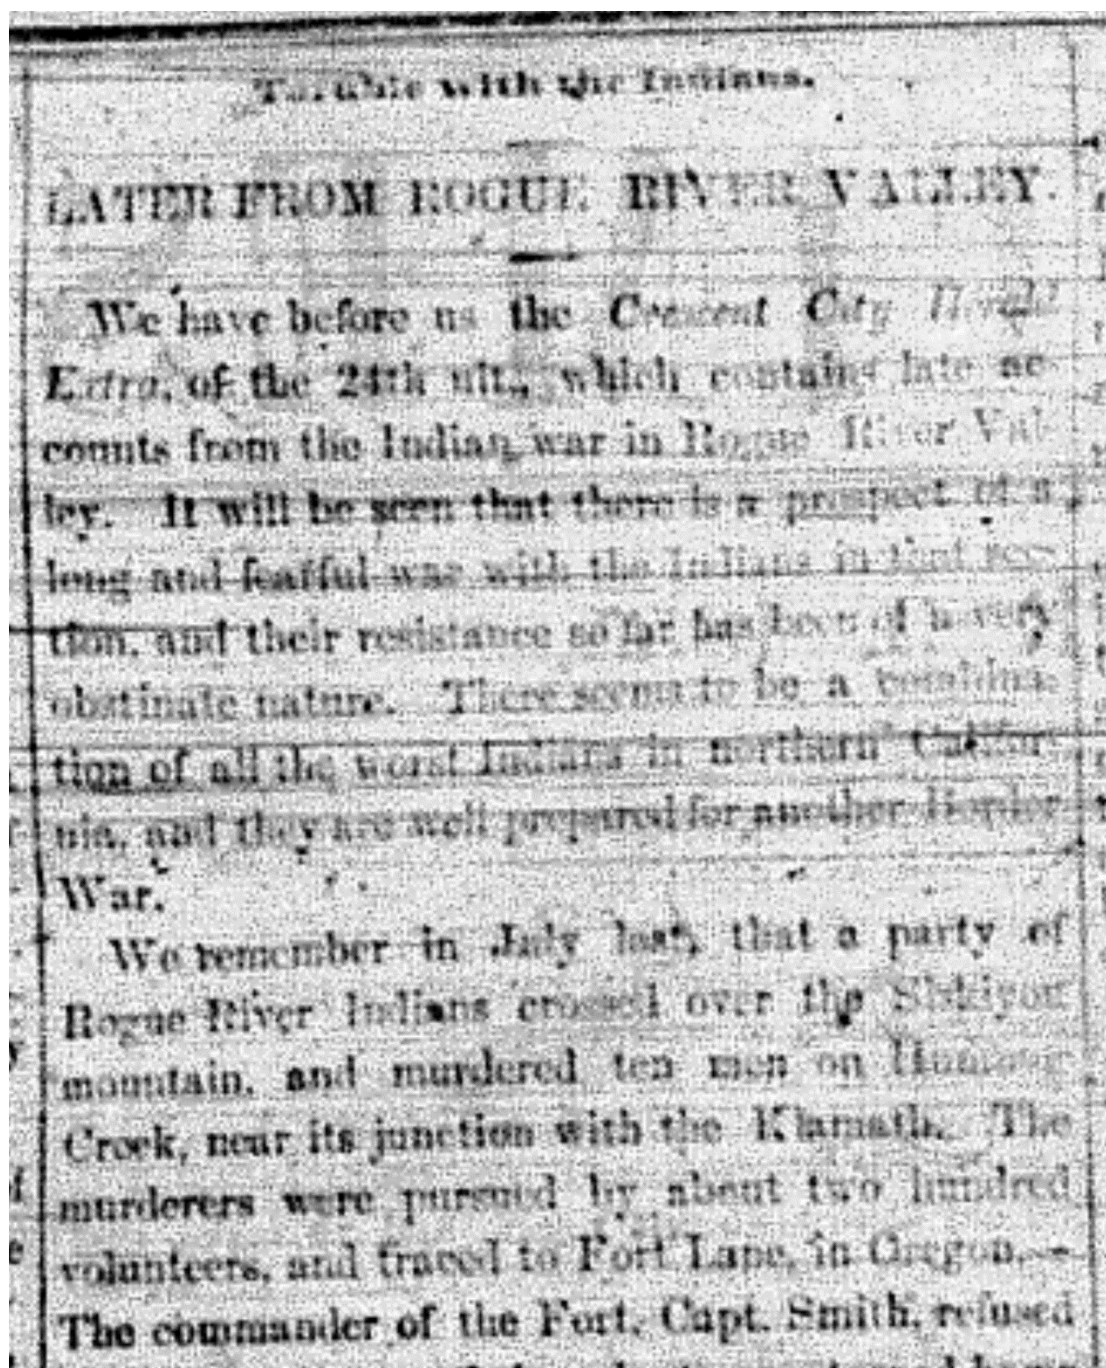 Trouble with the Indians.
LATER FROM ROGUE RIVER VALLEY.
We have before us the Crescent City Herald
Extra, of the 24th ult., which contains late ac-
counts from the Indian war in Rogue River Val-
ley. It will be seen that there is a prospect of a
long and fearful war with the Indians in that sec-
tion, and their resistance so far has been of a very
obstinate nature. There seems to be a combina-
tion of all the worst Indians in northern Califor-
nia, and they are well prepared for another Border
War.
We remember in July last, that a party of
Rogue River Indians crossed over the Siskiyou
mountain, and murdered ten men on Humbug
Creek, near its junction with the Klamath. The
murderers were pursued by about two hundred
volunteers, and traced to Fort Lane, in Oregon.—
The commander of the Fort, Capt. Smith, refused